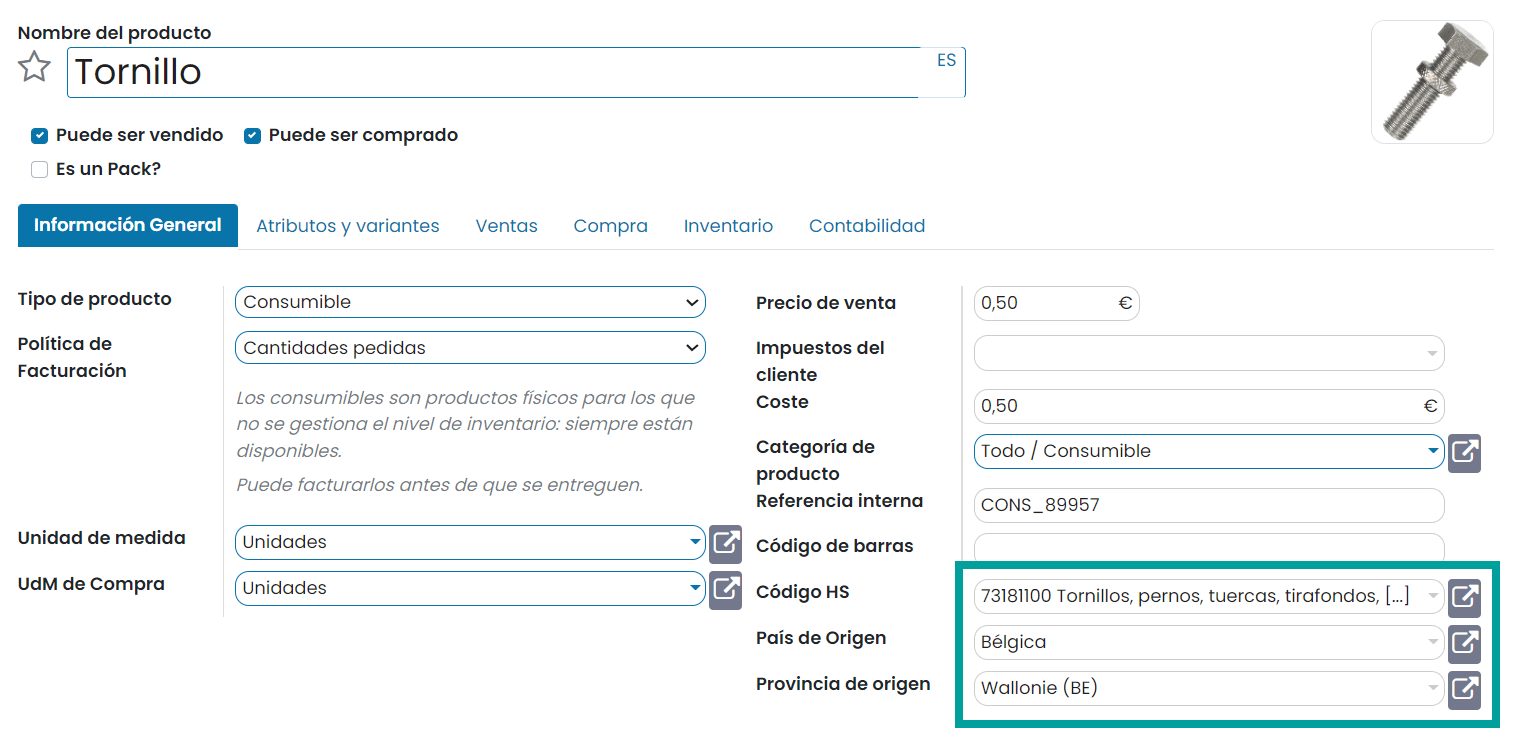 Nombre del producto
Tornillo
ES
Puede ser vendido
Puede ser comprado
Es un Pack?
Información General
Atributos y variantes
Ventas
Compra
Inventario
Contabilidad
Tipo de producto
Consumible
Política de
Facturación
Cantidades pedidas
Los consumibles son productos físicos para los que
no se gestiona el nivel de inventario: siempre están
disponibles.
Puede facturarlos antes de que se entreguen.
Unidad de medida
Unidades
UdM de Compra
Unidades
Precio de venta
0,50 €
Impuestos del
cliente
Coste
0,50 €
Categoría de
producto
Todo / Consumible
Referencia interna
CONS_89957
Código de barras
Código HS
73181100 Tornillos, pernos, tuercas, tirafondos, [...]
País de Origen
Bélgica
Provincia de origen
Wallonie (BE)